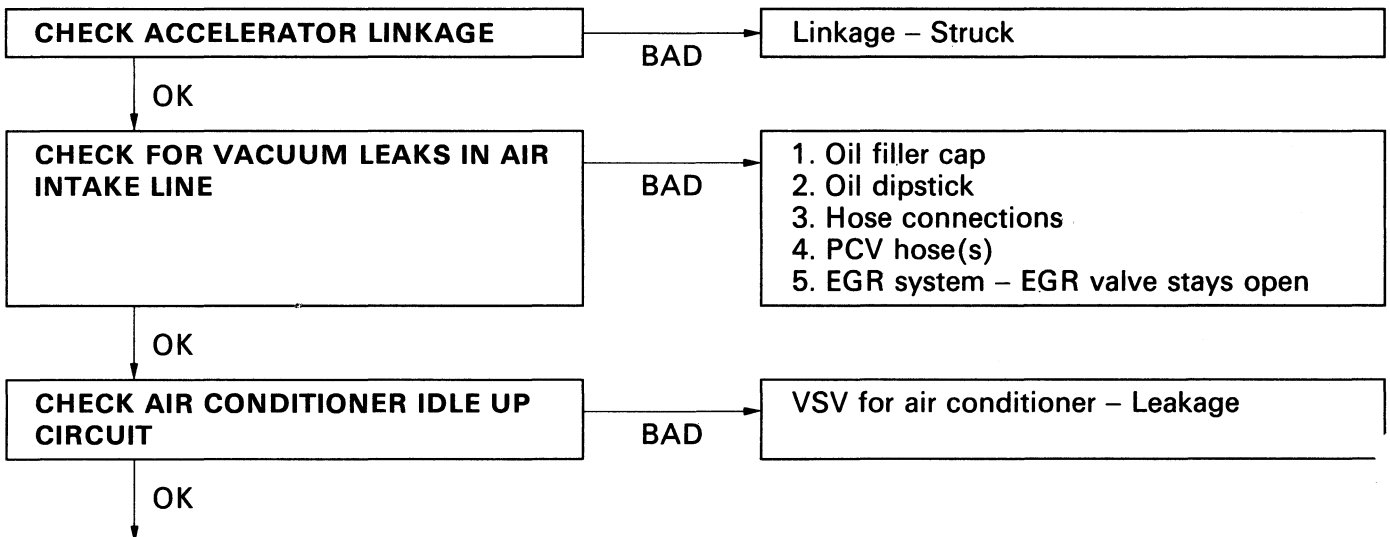 CHECK ACCELERATOR LINKAGE
BAD
Linkage – Struck
OK
CHECK FOR VACUUM LEAKS IN AIR
INTAKE LINE
BAD
1. Oil filler cap
2. Oil dipstick
3. Hose connections
4. PCV hose(s)
5. EGR system – EGR valve stays open
OK
CHECK AIR CONDITIONER IDLE UP
CIRCUIT
BAD
VSV for air conditioner – Leakage
OK